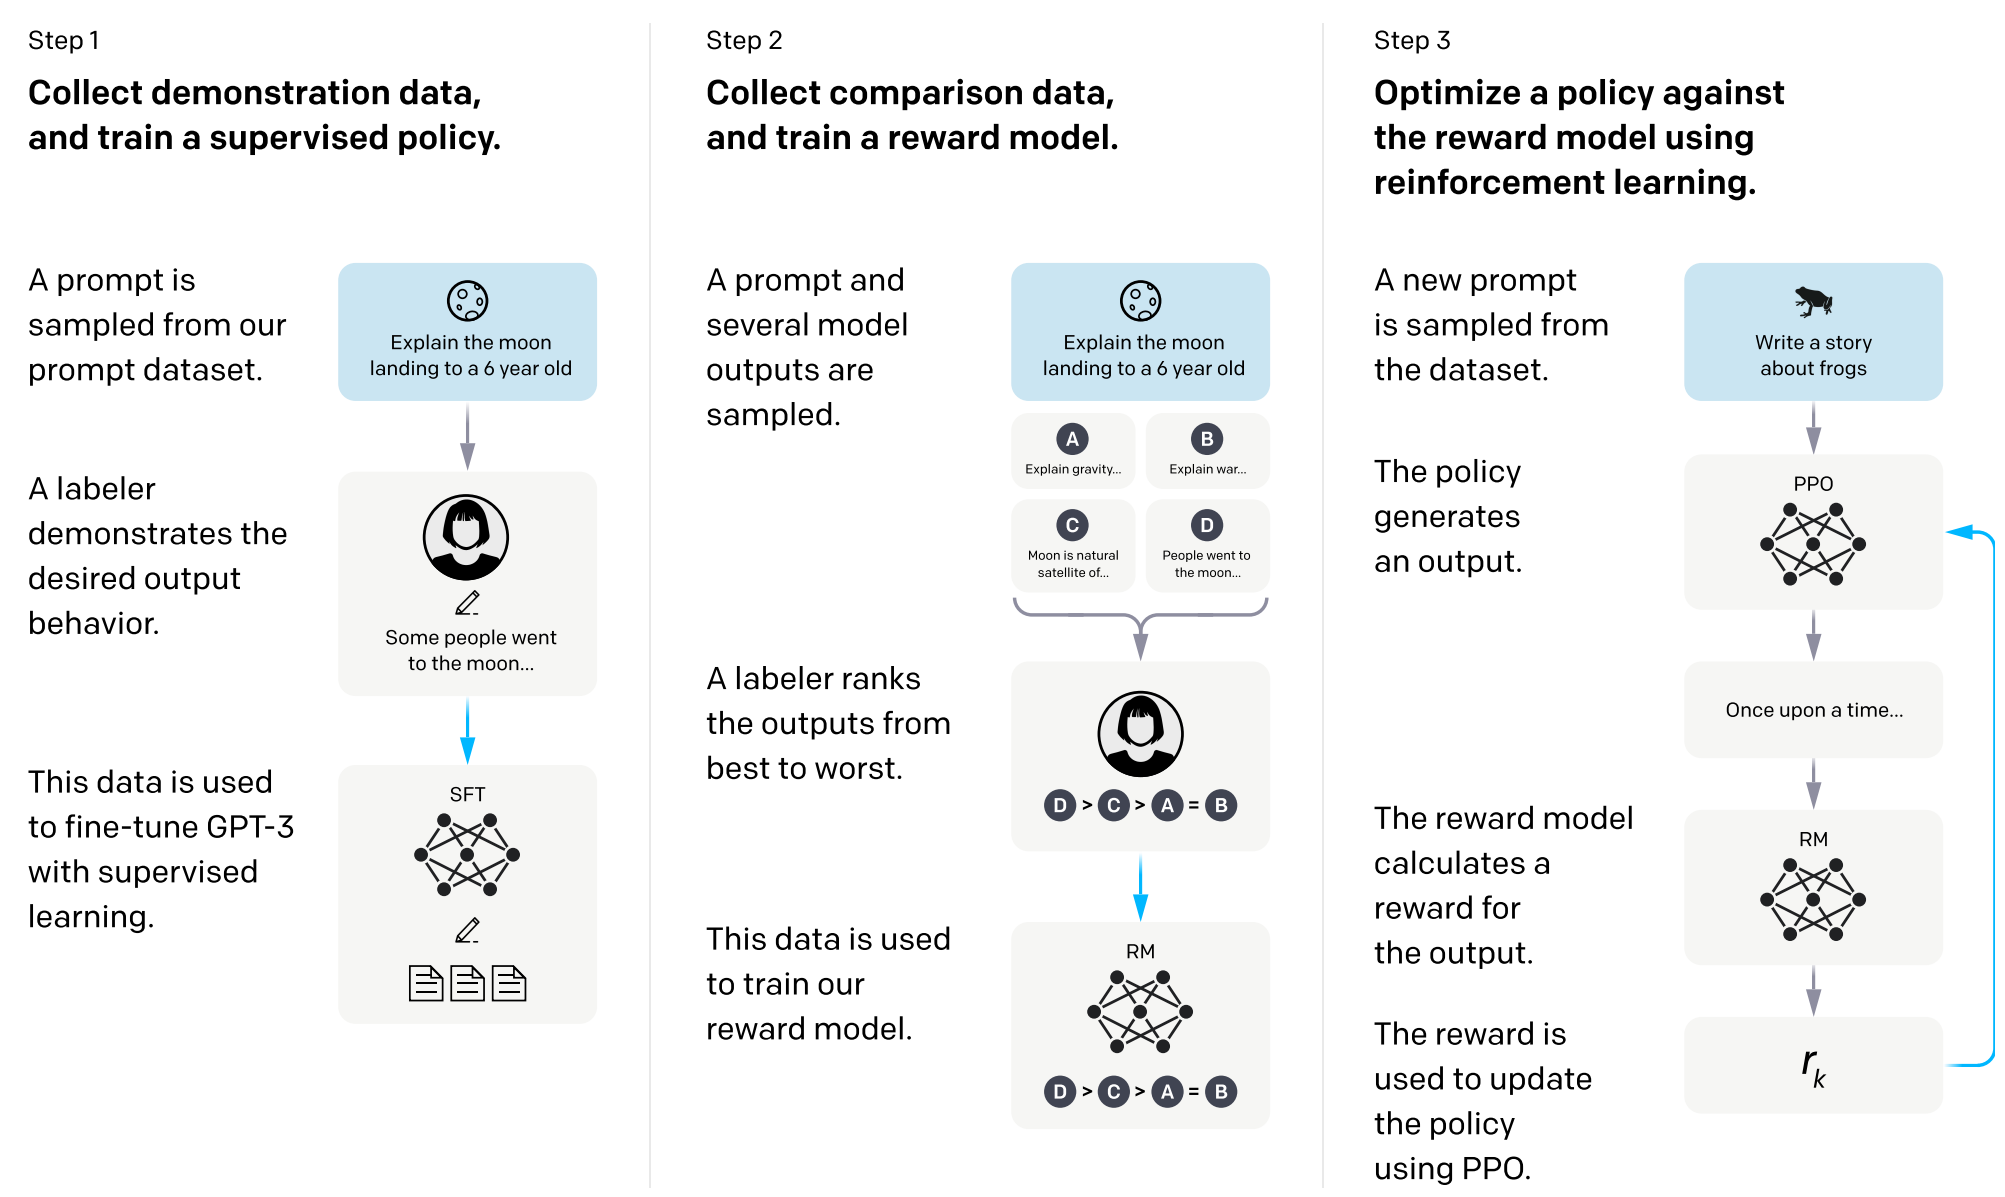 Step 1
Collect demonstration data,
and train a supervised policy.
A prompt is
sampled from our
prompt dataset.
Explain the moon
landing to a 6 year old
A labeler
demonstrates the
desired output
behavior.
Some people went
to the moon...
This data is used
to fine-tune GPT-3
with supervised
learning.
SFT
Step 2
Collect comparison data,
and train a reward model.
A prompt and
several model
outputs are
sampled.
Explain the moon
landing to a 6 year old
A
Explain gravity...
B
Explain war...
C
Moon is natural
satellite of...
D
People went to
the moon...
A labeler ranks
the outputs from
best to worst.
D > C > A = B
This data is used
to train our
reward model.
RM
D > C > A = B
Step 3
Optimize a policy against
the reward model using
reinforcement learning.
A new prompt
is sampled from
the dataset.
Write a story
about frogs
The policy
generates
an output.
PPO
Once upon a time...
The reward model
calculates a
reward for
the output.
RM
The reward is
used to update
the policy
using PPO.
r_k